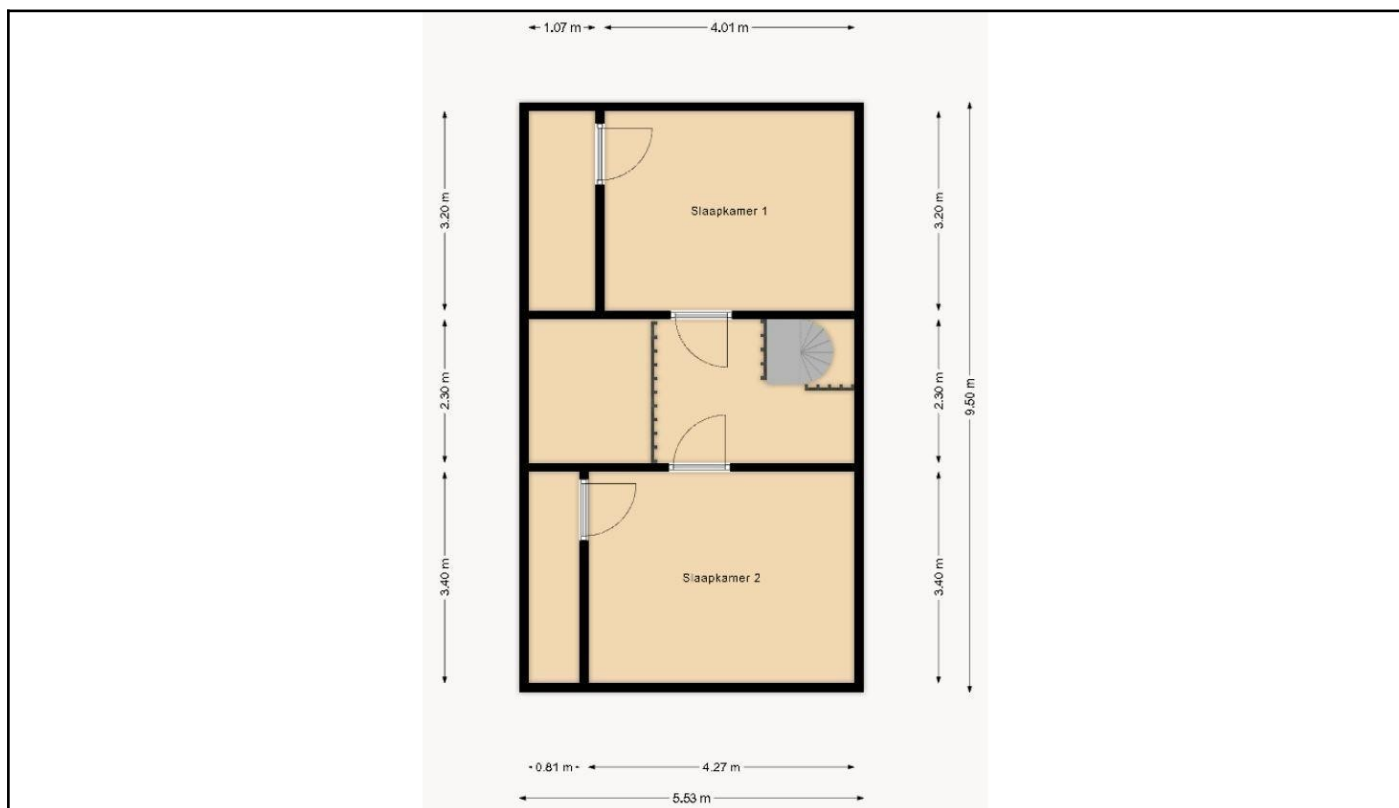 1.07 m
4.01 m
3.20 m
Slaapkamer 1
3.20 m
2.30 m
2.30 m
9.50 m
3.40 m
Slaapkamer 2
3.40 m
0.81 m
4.27 m
5.53 m